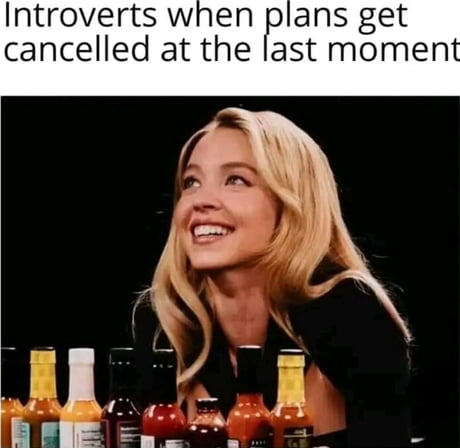 Introverts when plans get
cancelled at the last moment